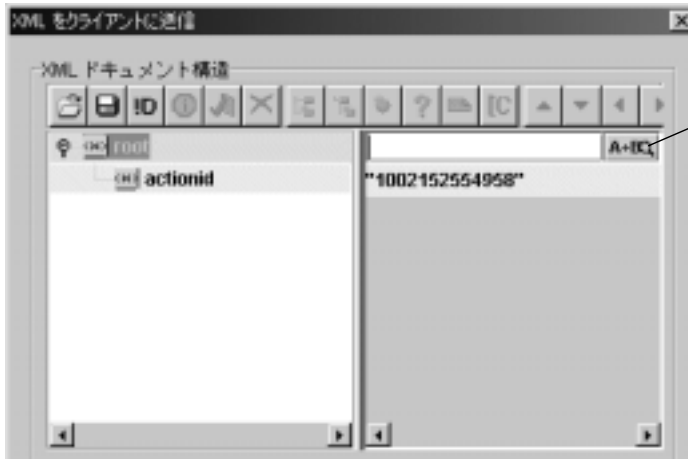 XML をクライアントに送信
XML ドキュメント構造
!D ? [C
root
A+BC
actionid
"1002152554958"